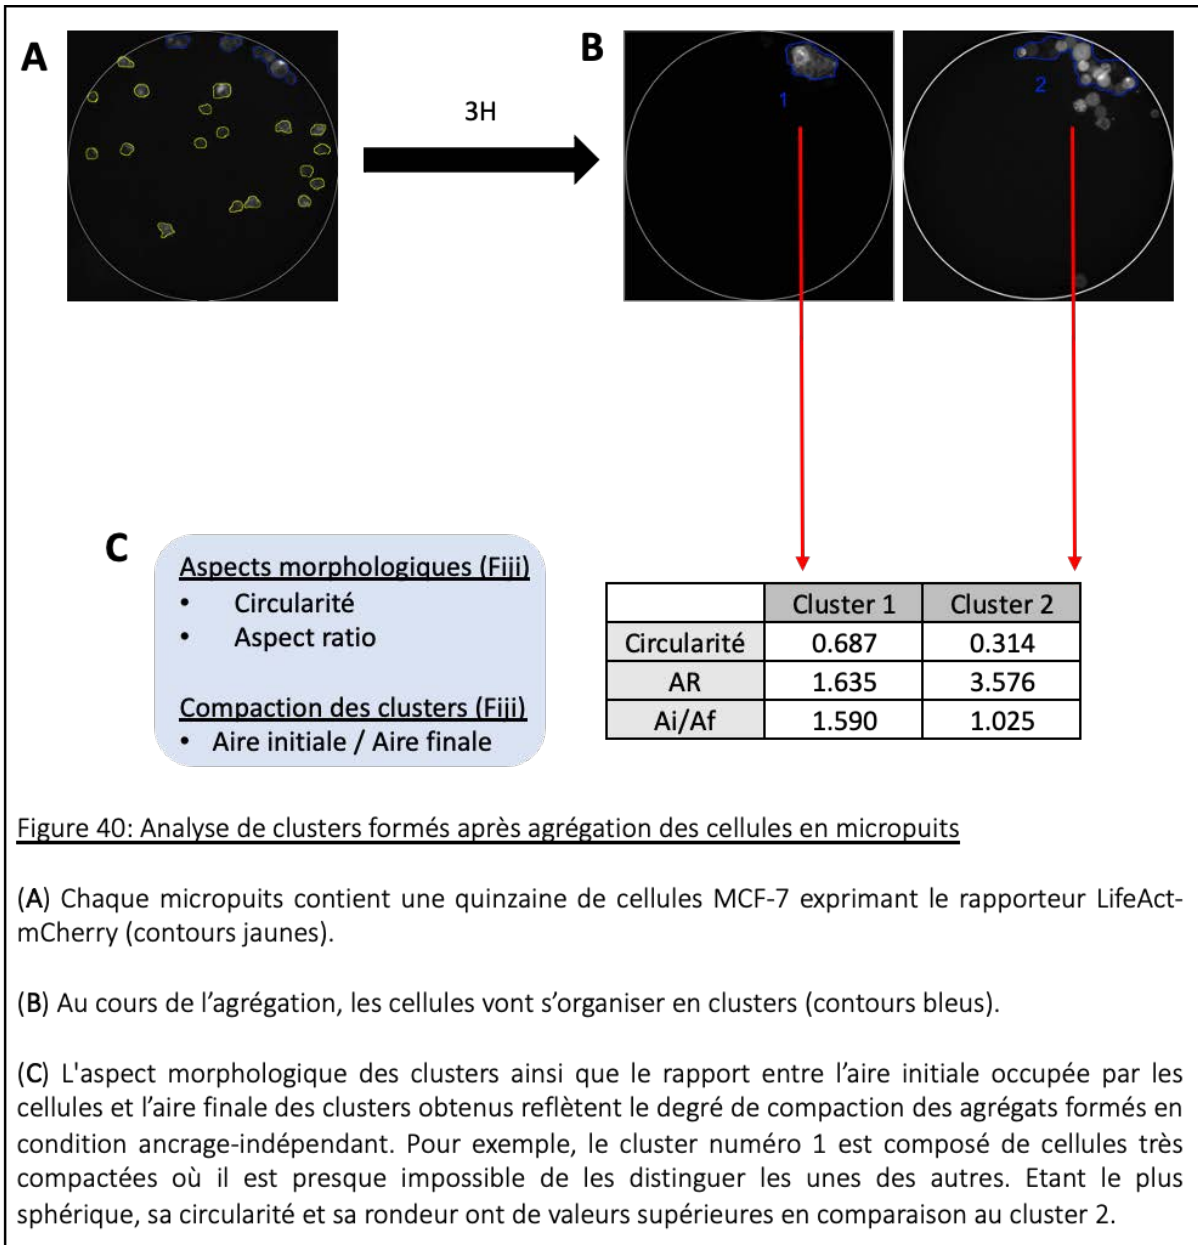 A
3H
B
1
2
C
Aspects morphologiques (Fiji)
• Circularité
• Aspect ratio
Compaction des clusters (Fiji)
• Aire initiale / Aire finale
Cluster 1 Cluster 2
Circularité 0.687 0.314
AR 1.635 3.576
Ai/Af 1.590 1.025
Figure 40: Analyse de clusters formés après agrégation des cellules en micropuits
(A) Chaque micropuits contient une quinzaine de cellules MCF-7 exprimant le rapporteur LifeAct-
mCherry (contours jaunes).
(B) Au cours de l'agrégation, les cellules vont s'organiser en clusters (contours bleus).
(C) L'aspect morphologique des clusters ainsi que le rapport entre l'aire initiale occupée par les
cellules et l'aire finale des clusters obtenus reflètent le degré de compaction des agrégats formés en
condition ancrage-indépendant. Pour exemple, le cluster numéro 1 est composé de cellules très
compactées où il est presque impossible de les distinguer les unes des autres. Etant le plus
sphérique, sa circularité et sa rondeur ont de valeurs supérieures en comparaison au cluster 2.